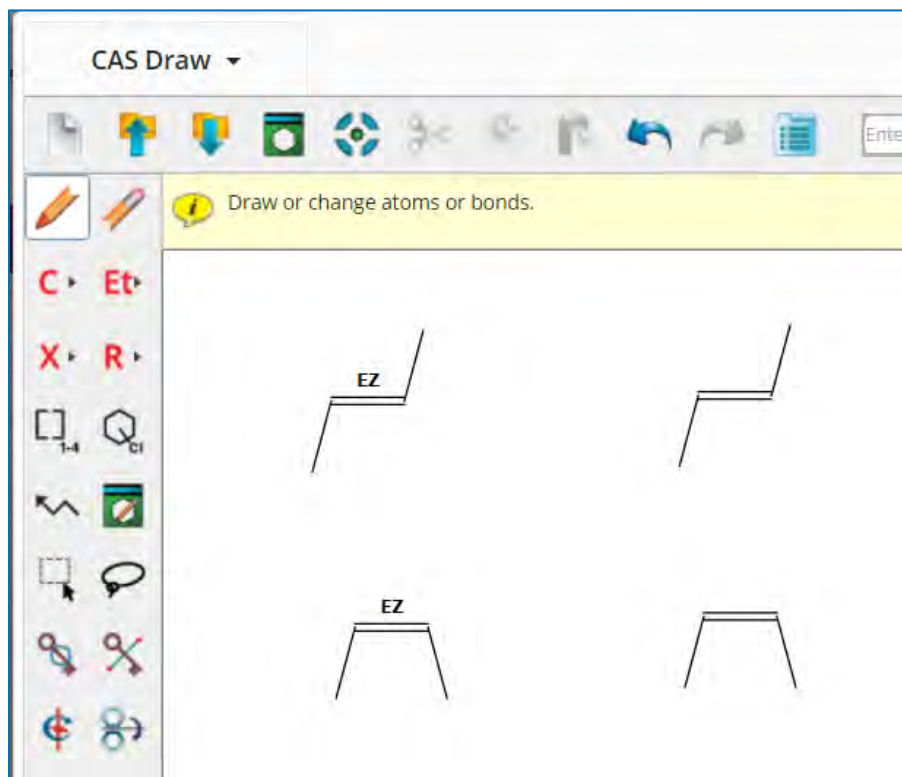 CAS Draw
Ente
Draw or change atoms or bonds.
C Et
X R
1-4 Cl
EZ
EZ